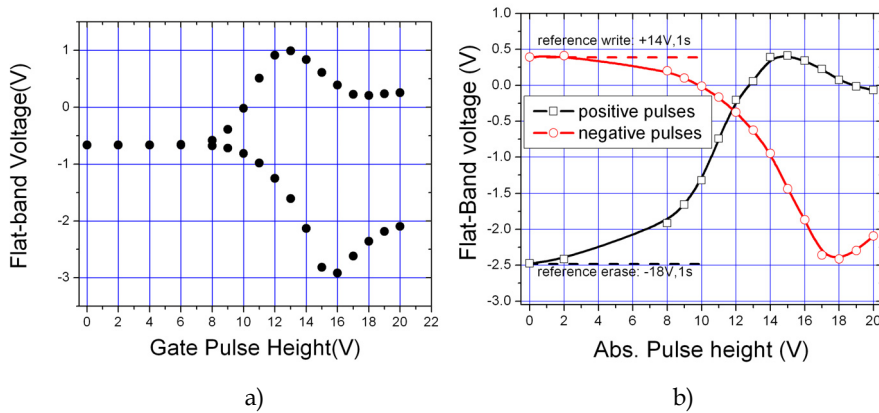 1
0
-1
-2
-3
Flat-band Voltage(V)
0 2 4 6 8 10 12 14 16 18 20 22
Gate Pulse Height(V)
a)
1.0
0.5
0.0
-0.5
-1.0
-1.5
-2.0
-2.5
-3.0
Flat-Band voltage (V)
reference write: +14V,1s
positive pulses
negative pulses
reference erase: -18V,1s
0 2 4 6 8 10 12 14 16 18 20
Abs. Pulse height (V)
b)